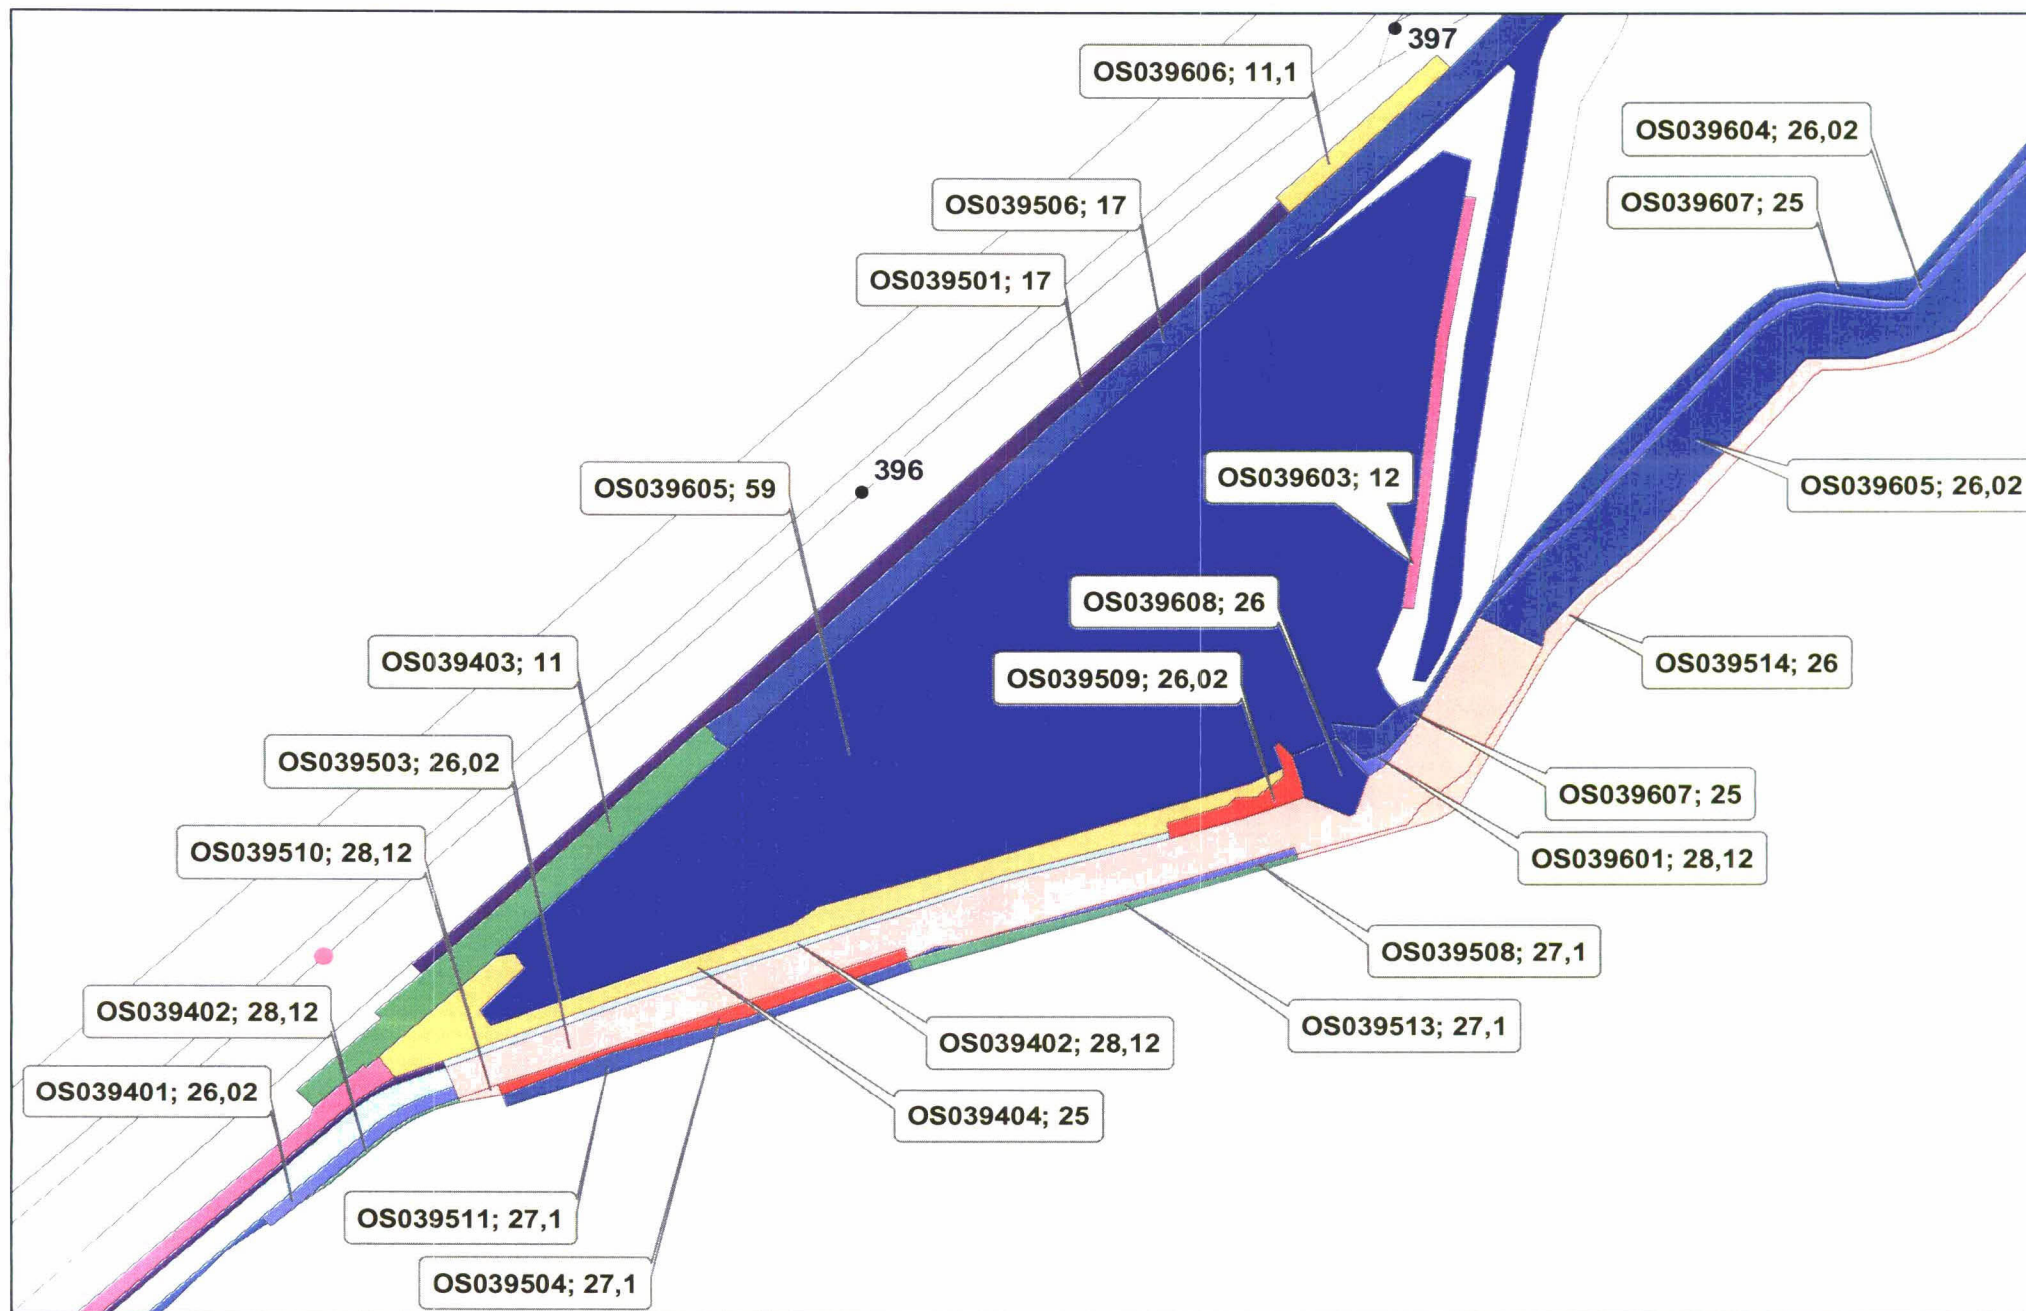 397
OS039606; 11,1
OS039604; 26,02
OS039506; 17
OS039607; 25
OS039501; 17
396
OS039605; 59
OS039603; 12
OS039605; 26,02
OS039608; 26
OS039403; 11
OS039509; 26,02
OS039514; 26
OS039503; 26,02
OS039607; 25
OS039510; 28,12
OS039601; 28,12
OS039508; 27,1
OS039402; 28,12
OS039513; 27,1
OS039402; 28,12
OS039401; 26,02
OS039404; 25
OS039511; 27,1
OS039504; 27,1